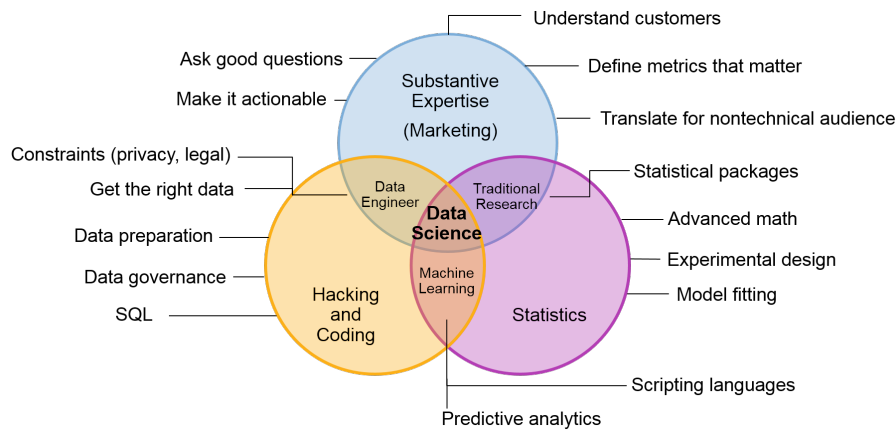 Understand customers
Ask good questions
Define metrics that matter
Substantive
Expertise
(Marketing)
Make it actionable
Translate for nontechnical audience
Constraints (privacy, legal)
Statistical packages
Get the right data
Data
Engineer
Traditional
Research
Data
Science
Advanced math
Data preparation
Experimental design
Data governance
Machine
Learning
Model fitting
Hacking
and
Coding
SQL
Statistics
Scripting languages
Predictive analytics